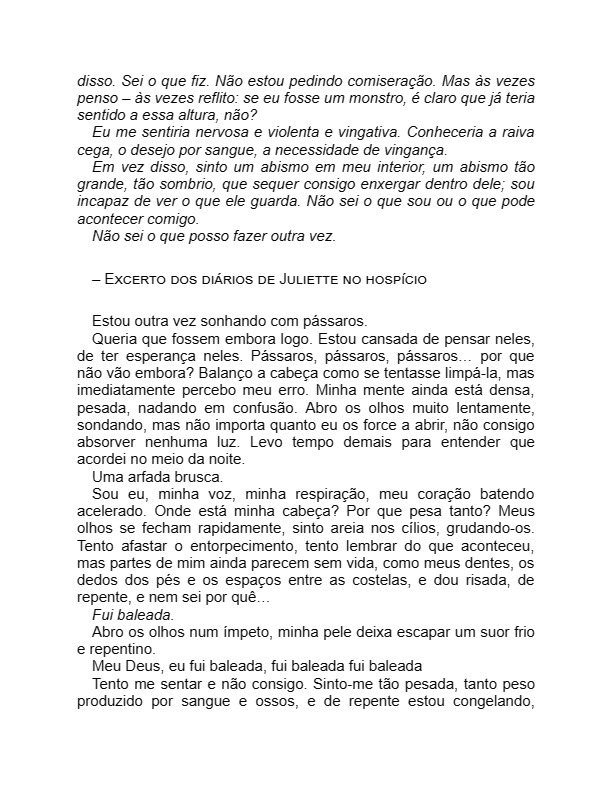 disso. Sei o que fiz. Não estou pedindo comiseração. Mas às vezes
penso – às vezes reflito: se eu fosse um monstro, é claro que já teria
sentido a essa altura, não?
Eu me sentiria nervosa e violenta e vingativa. Conheceria a raiva
cega, o desejo por sangue, a necessidade de vingança.
Em vez disso, sinto um abismo em meu interior, um abismo tão
grande, tão sombrio, que sequer consigo enxergar dentro dele; sou
incapaz de ver o que ele guarda. Não sei o que sou ou o que pode
acontecer comigo.
Não sei o que posso fazer outra vez.
– Excerto dos diários de Juliette no hospício
Estou outra vez sonhando com pássaros.
Queria que fossem embora logo. Estou cansada de pensar neles,
de ter esperança neles. Pássaros, pássaros, pássaros… por que
não vão embora? Balanço a cabeça como se tentasse limpá-la, mas
imediatamente percebo meu erro. Minha mente ainda está densa,
pesada, nadando em confusão. Abro os olhos muito lentamente,
sondando, mas não importa quanto eu os force a abrir, não consigo
absorver nenhuma luz. Levo tempo demais para entender que
acordei no meio da noite.
Uma arfada brusca.
Sou eu, minha voz, minha respiração, meu coração batendo
acelerado. Onde está minha cabeça? Por que pesa tanto? Meus
olhos se fecham rapidamente, sinto areia nos cílios, grudando-os.
Tento afastar o entorpecimento, tento lembrar do que aconteceu,
mas partes de mim ainda parecem sem vida, como meus dentes, os
dedos dos pés e os espaços entre as costelas, e dou risada, de
repente, e nem sei por quê…
Fui baleada.
Abro os olhos num ímpeto, minha pele deixa escapar um suor frio
e repentino.
Meu Deus, eu fui baleada, fui baleada fui baleada
Tento me sentar e não consigo. Sinto-me tão pesada, tanto peso
produzido por sangue e ossos, e de repente estou congelando,